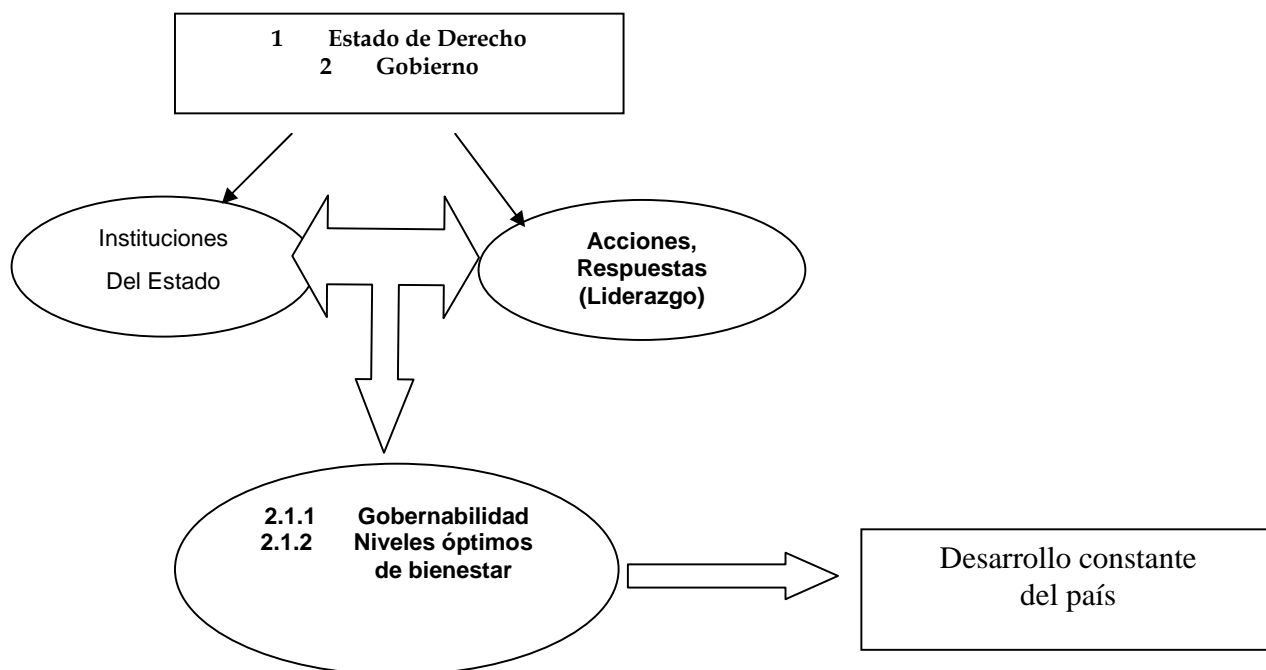 1 Estado de Derecho
2 Gobierno
Instituciones
Del Estado
Acciones,
Respuestas
(Liderazgo)
2.1.1 Gobernabilidad
2.1.2 Niveles óptimos
de bienestar
Desarrollo constante
del país